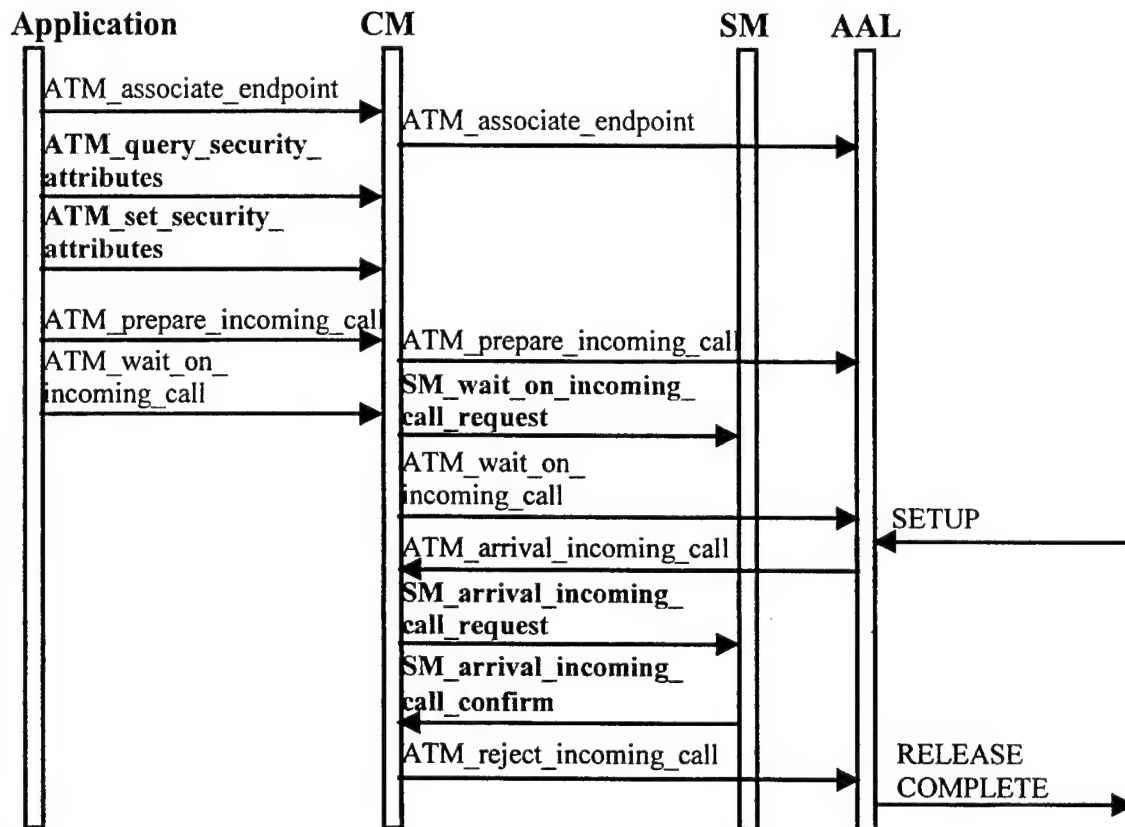 Application CM SM AAL
ATM_associate_endpoint
ATM_associate_endpoint
ATM_query_security_
attributes
ATM_set_security_
attributes
ATM_prepare_incoming_call
ATM_prepare_incoming_call
ATM_wait_on_
incoming_call
SM_wait_on_incoming_
call_request
ATM_wait_on_
incoming_call
SETUP
ATM_arrival_incoming_call
SM_arrival_incoming_
call_request
SM_arrival_incoming_
call_confirm
ATM_reject_incoming_call
RELEASE
COMPLETE